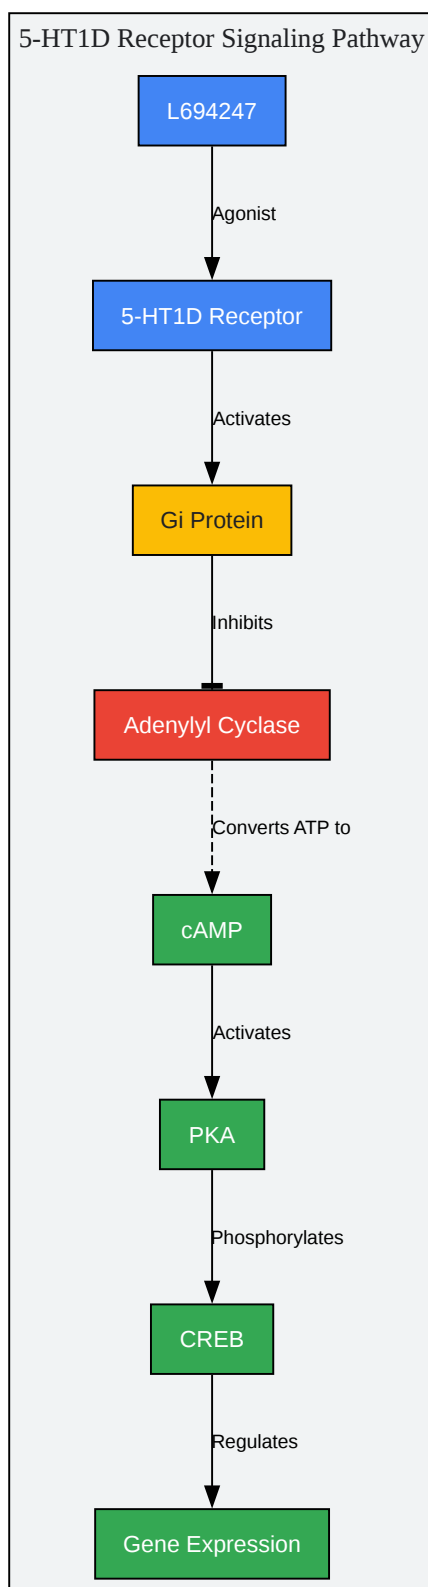 5-HT1D Receptor Signaling Pathway
L694247
Agonist
5-HT1D Receptor
Activates
Gi Protein
Inhibits
Adenylyl Cyclase
Converts ATP to
cAMP
Activates
PKA
Phosphorylates
CREB
Regulates
Gene Expression